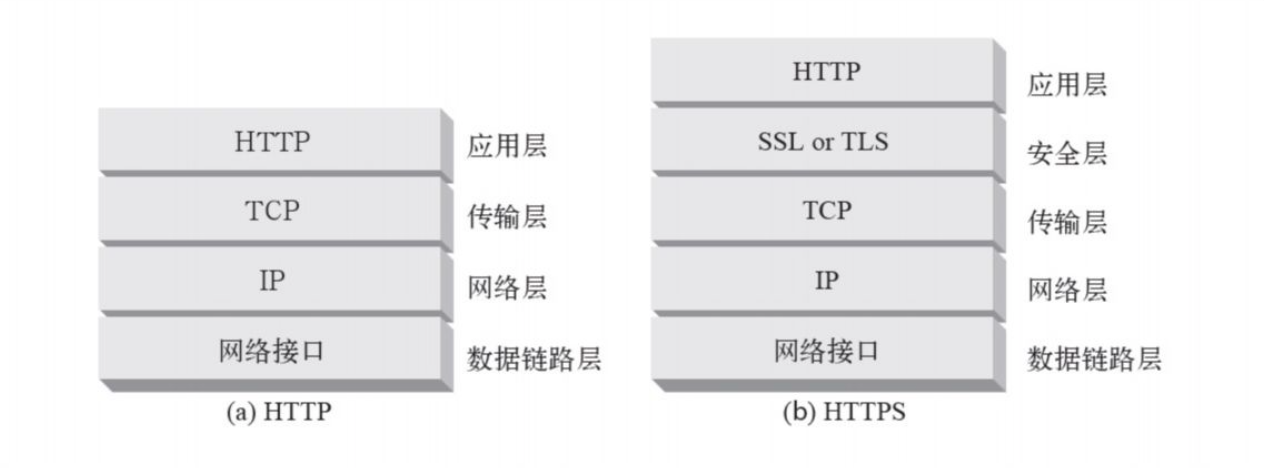 HTTP 应用层
TCP 传输层
IP 网络层
网络接口 数据链路层
(a) HTTP
HTTP 应用层
SSL or TLS 安全层
TCP 传输层
IP 网络层
网络接口 数据链路层
(b) HTTPS